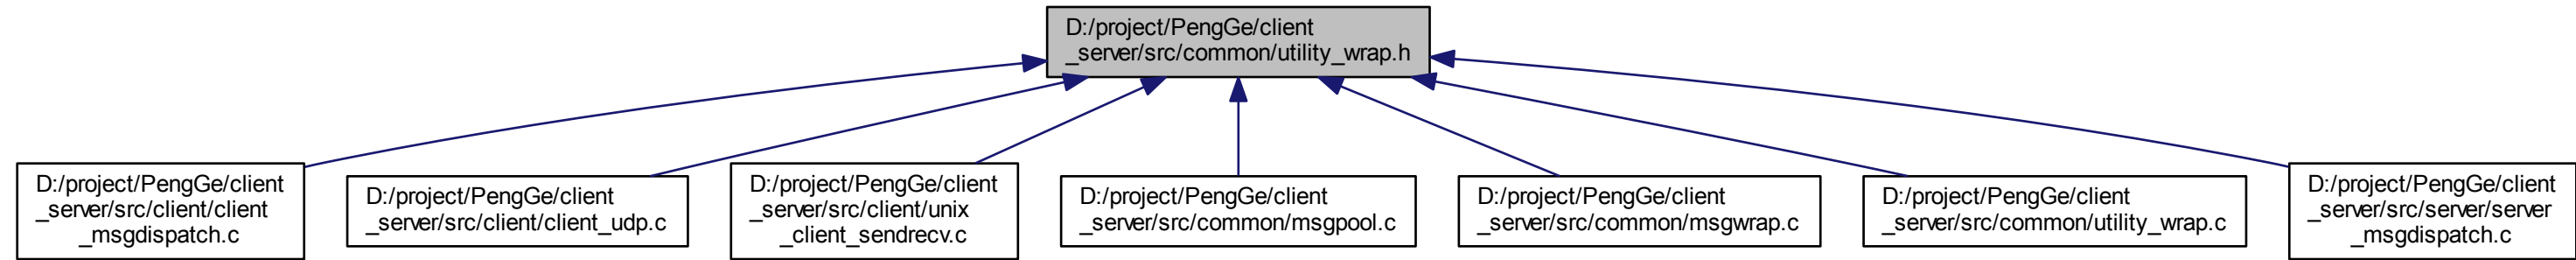 D:/project/PengGe/client
_server/src/common/utility_wrap.h
D:/project/PengGe/client
_server/src/client/client
_msgdispatch.c
D:/project/PengGe/client
_server/src/client/client_udp.c
D:/project/PengGe/client
_server/src/client/unix
_client_sendrecv.c
D:/project/PengGe/client
_server/src/common/msgpool.c
D:/project/PengGe/client
_server/src/common/msgwrap.c
D:/project/PengGe/client
_server/src/common/utility_wrap.c
D:/project/PengGe/client
_server/src/server/server
_msgdispatch.c